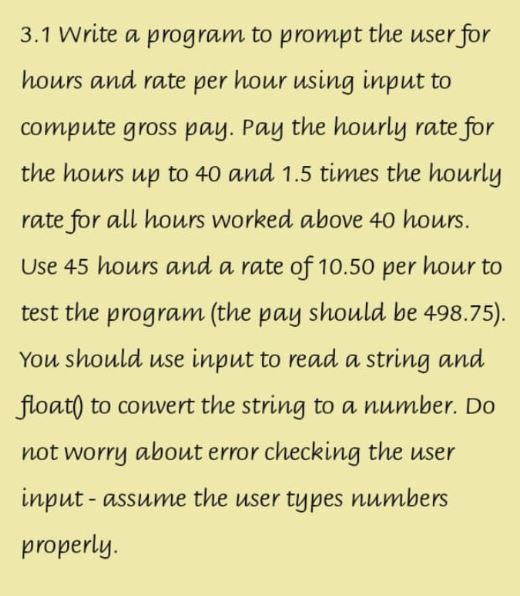 3.1 Write a program to prompt the user for
hours and rate per hour using input to
compute gross pay. Pay the hourly rate for
the hours up to 40 and 1.5 times the hourly
rate for all hours worked above 40 hours.
Use 45 hours and a rate of 10.50 per hour to
test the program (the pay should be 498.75).
You should use input to read a string and
float() to convert the string to a number. Do
not worry about error checking the user
input - assume the user types numbers
properly.